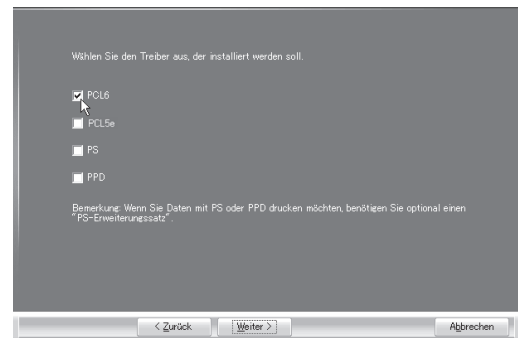 Wählen Sie den Treiber aus, der installiert werden soll.
PCL6
PCL5e
PS
PPD
Bemerkung: Wenn Sie Daten mit PS oder PPD drucken möchten, benötigen Sie optional einen
"PS-Erweiterungssatz".
< Zurück
Weiter >
Abbrechen